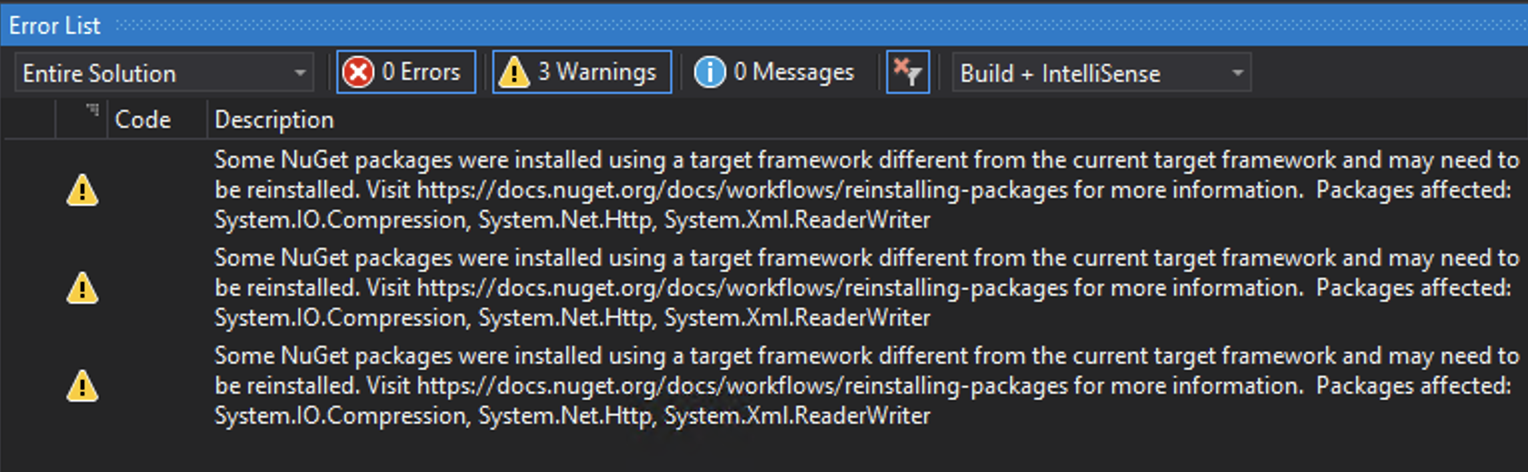 Error List
Entire Solution 0 Errors 3 Warnings 0 Messages Build + IntelliSense
Code Description
Some NuGet packages were installed using a target framework different from the current target framework and may need to
be reinstalled. Visit https://docs.nuget.org/docs/workflows/reinstalling-packages for more information.  Packages affected:
System.IO.Compression, System.Net.Http, System.Xml.ReaderWriter
Some NuGet packages were installed using a target framework different from the current target framework and may need to
be reinstalled. Visit https://docs.nuget.org/docs/workflows/reinstalling-packages for more information.  Packages affected:
System.IO.Compression, System.Net.Http, System.Xml.ReaderWriter
Some NuGet packages were installed using a target framework different from the current target framework and may need to
be reinstalled. Visit https://docs.nuget.org/docs/workflows/reinstalling-packages for more information.  Packages affected:
System.IO.Compression, System.Net.Http, System.Xml.ReaderWriter